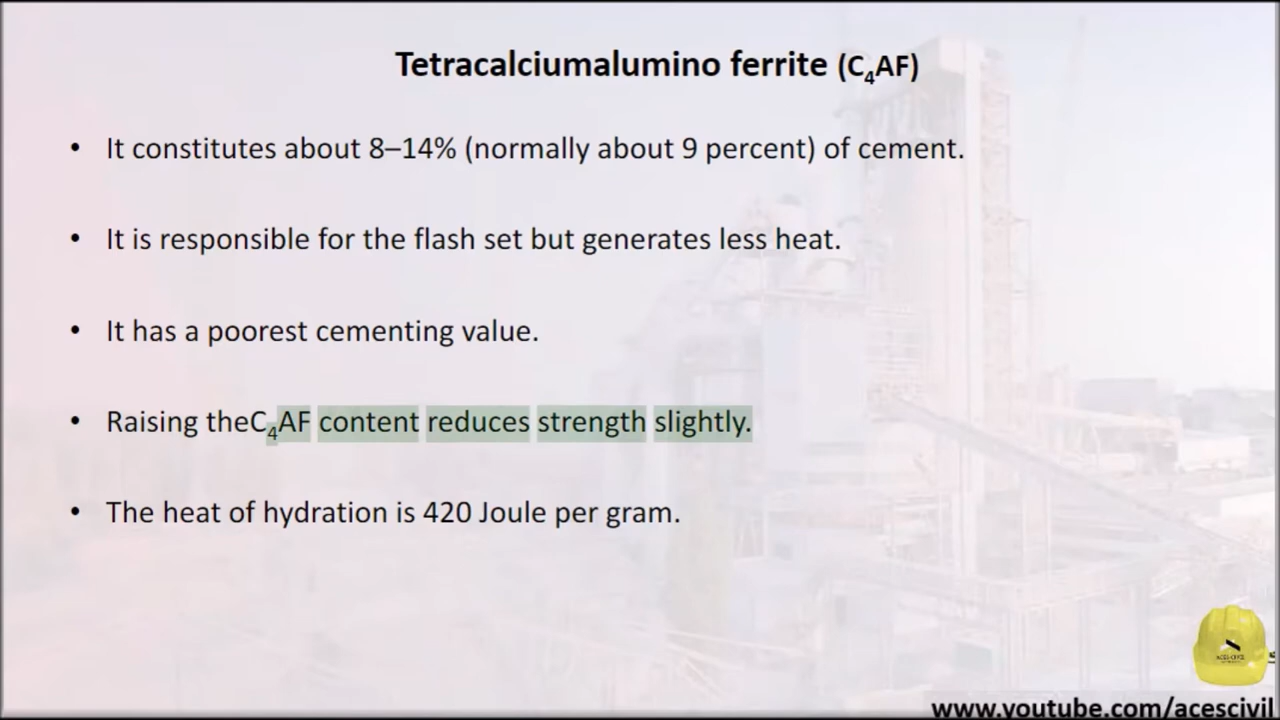 Tetracalciumalumino ferrite (C₄AF)
• It constitutes about 8–14% (normally about 9 percent) of cement.
• It is responsible for the flash set but generates less heat.
• It has a poorest cementing value.
• Raising theC₄AF content reduces strength slightly.
• The heat of hydration is 420 Joule per gram.
www.youtube.com/acescivil